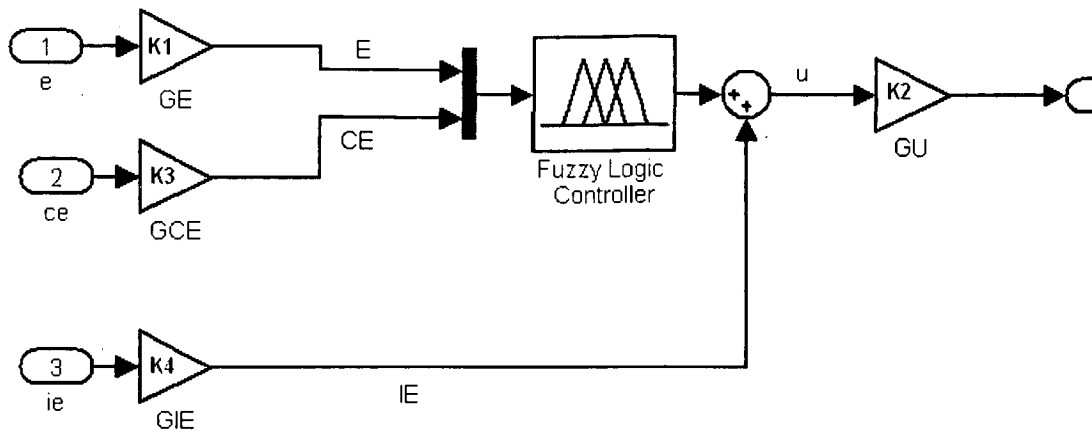 1
e
K1
GE
E
2
ce
K3
GCE
CE
Fuzzy Logic
Controller
+
+
u
K2
GU
3
ie
K4
GIE
IE